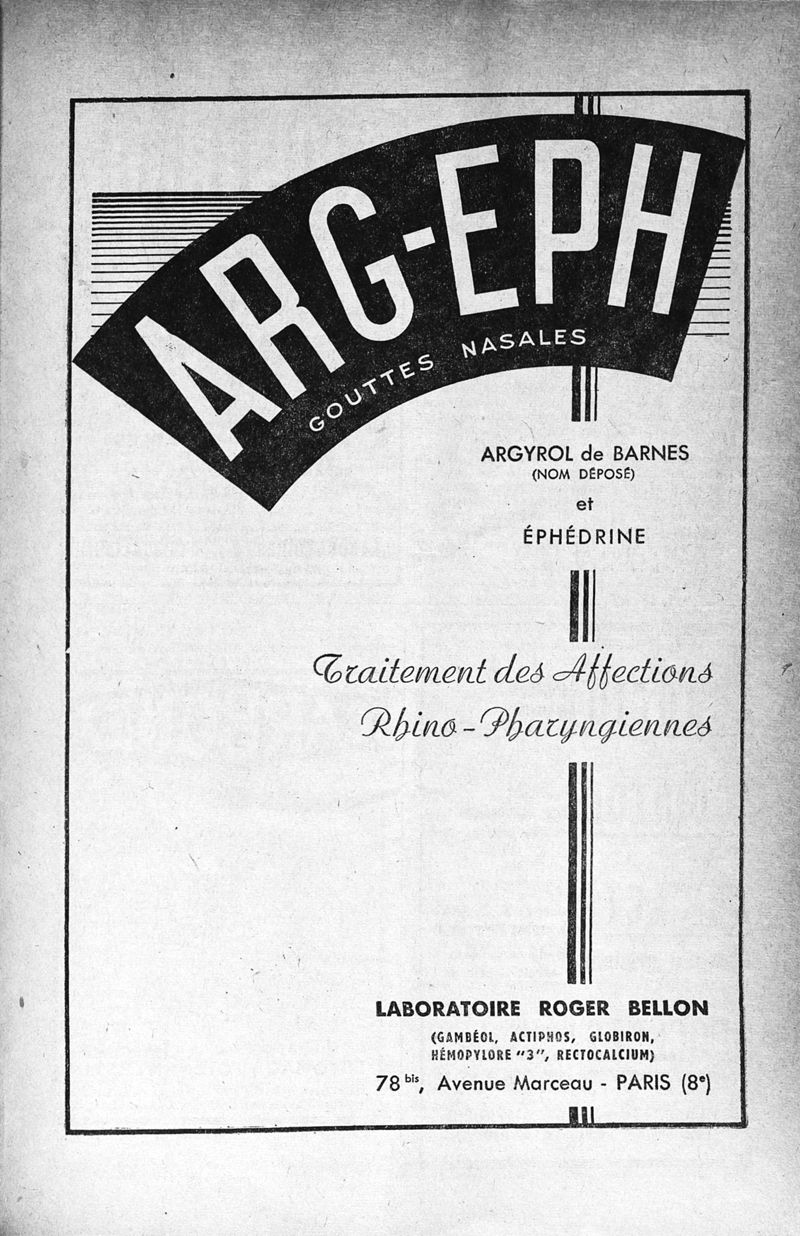 ARG-EPH
GOUTTES NASALES
ARGYROL de BARNES
(NOM DÉPOSÉ)
et
ÉPHÉDRINE
Traitement des Affections
Rhino-Pharyngiennes
LABORATOIRE ROGER BELLON
(GAMBÉOL, ACTIPHOS, GLOBIRON,
HÉMOPYLORE "3", RECTOCALCIUM)
78 bis, Avenue Marceau - PARIS (8e)